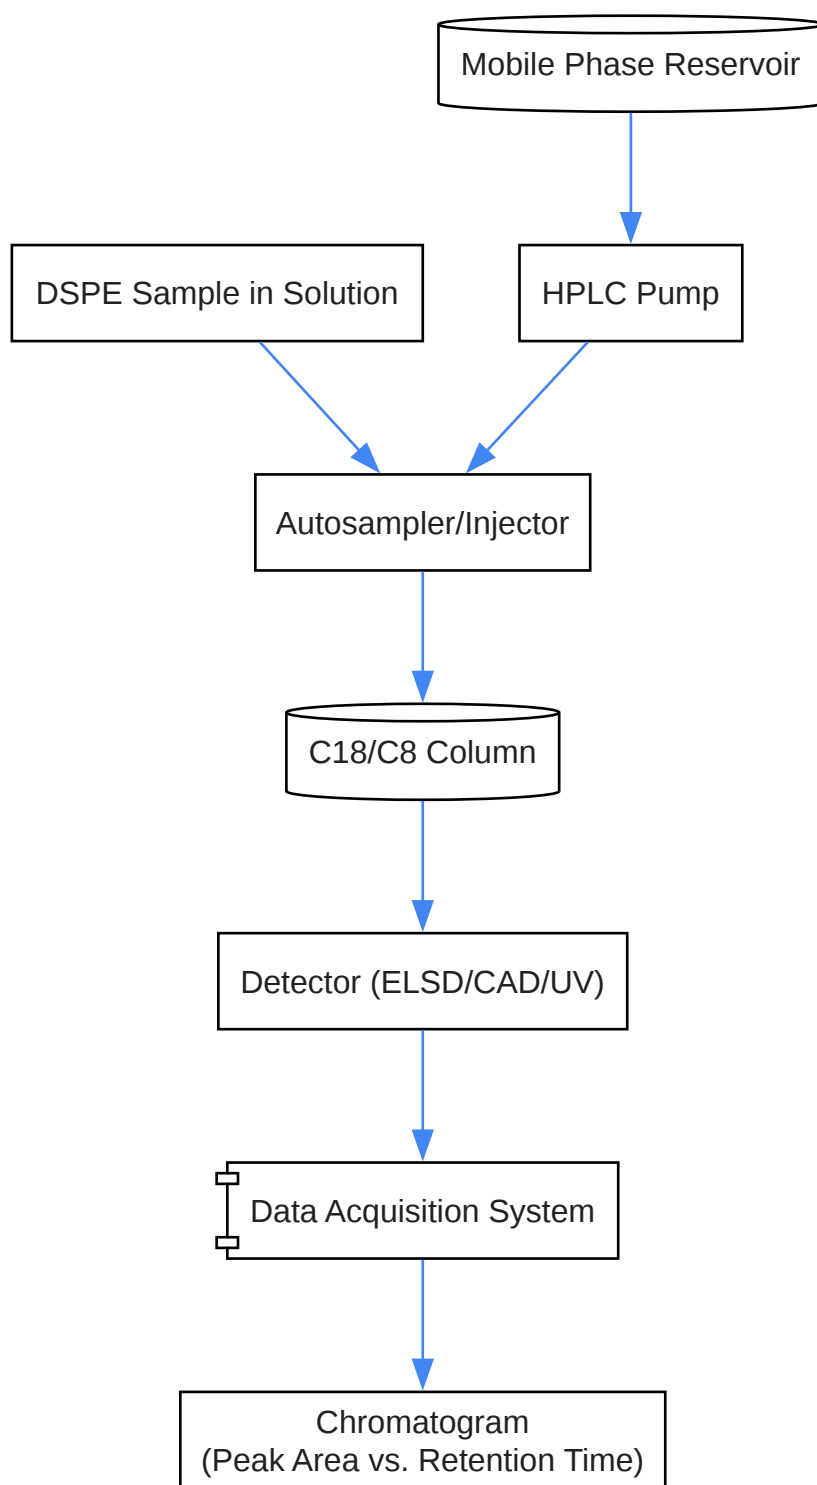 Mobile Phase Reservoir
DSPE Sample in Solution
HPLC Pump
Autosampler/Injector
C18/C8 Column
Detector (ELSD/CAD/UV)
Data Acquisition System
Chromatogram
(Peak Area vs. Retention Time)